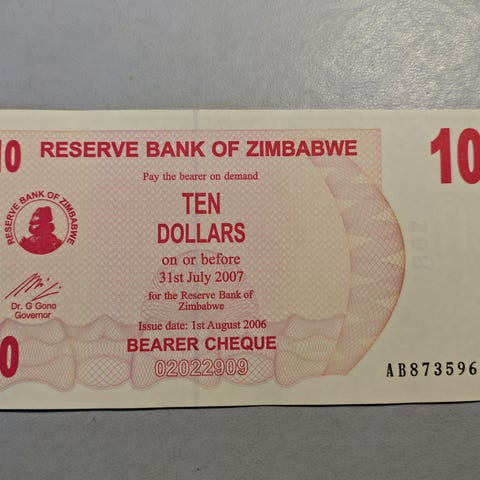 10 RESERVE BANK OF ZIMBABWE 10
Pay the bearer on demand
TEN
DOLLARS
on or before
31st July 2007
for the Reserve Bank of
Zimbabwe
Issue date: 1st August 2006
BEARER CHEQUE
02022909
RESERVE BANK OF ZIMBABWE
Dr. G Gono
Governor
0
AB873596
RBZ